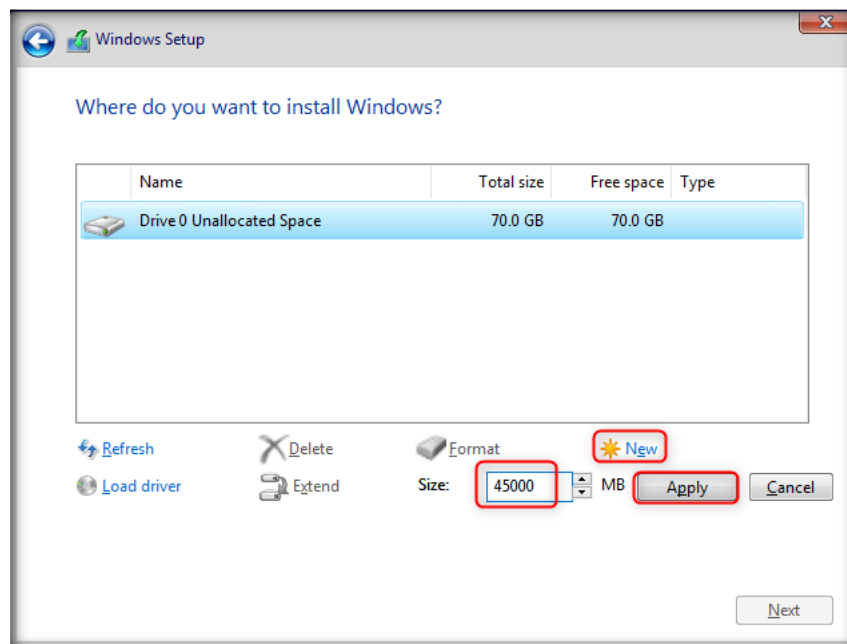 Windows Setup
Where do you want to install Windows?
Name Total size Free space Type
Drive 0 Unallocated Space 70.0 GB 70.0 GB
Refresh Delete Format New
Load driver Extend Size: 45000 MB Apply Cancel
Next